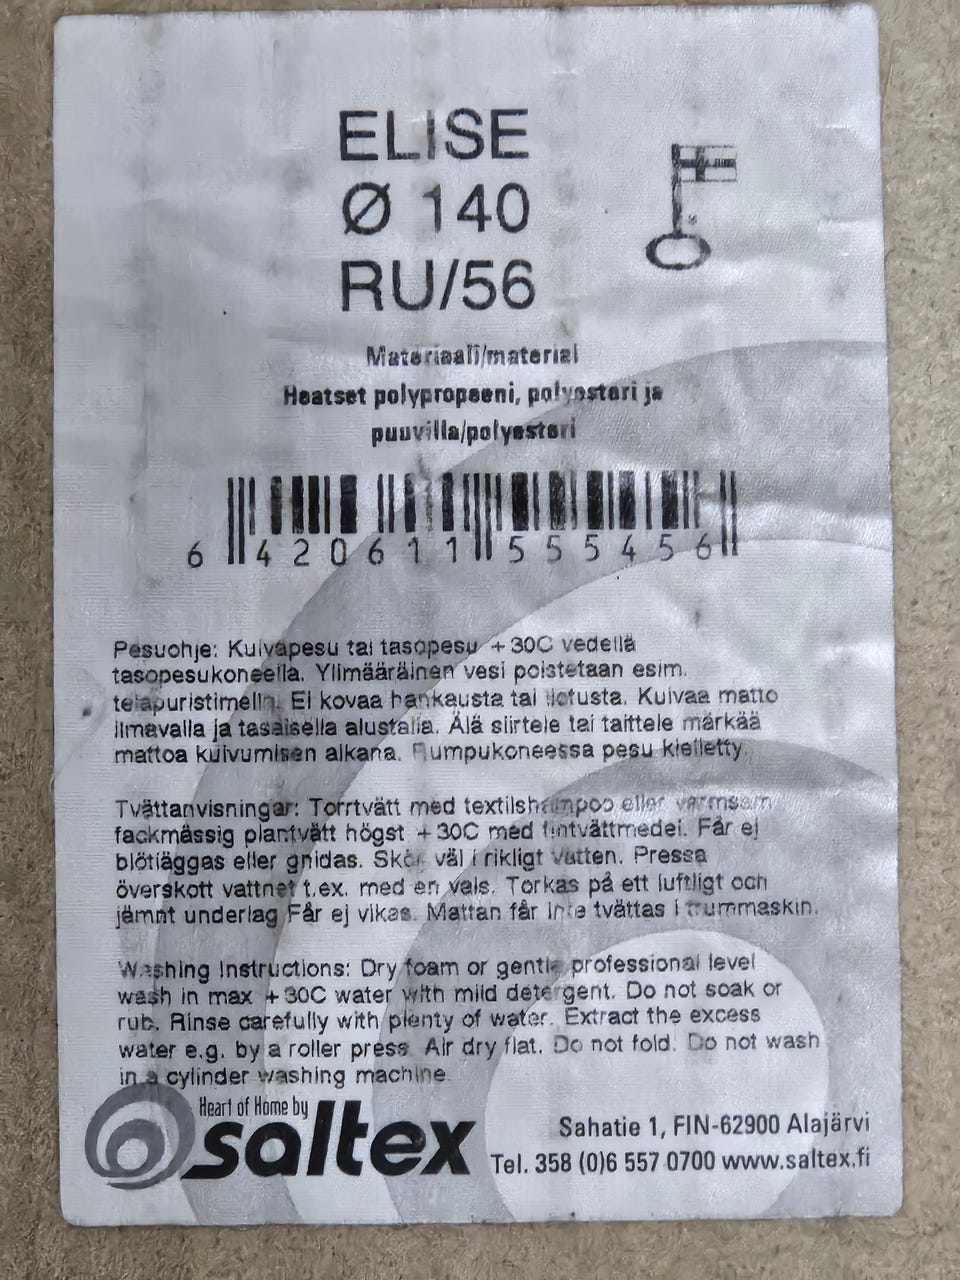 ELISE
Ø 140
RU/56
Materiaali/material
Heatset polypropeeni, polyesteri ja
puuvilla/polyesteri
6 420611 555456
Pesuohje: Kuivapesu tai tasopesu +30C vedellä
tasopesukoneella. Ylimääräinen vesi poistetaan esim.
telapuristimella. Ei kovaa hankausta tai liotusta. Kuivaa matto
ilmavalla ja tasaisella alustalla. Älä siirtele tai taittele märkää
mattoa kuivumisen aikana. Rumpukoneessa pesu kielletty.
Tvättanvisningar: Torrtvätt med textilshampoo eller varmsam
fackmässig plantvätt högst +30C med fintvättmedel. Får ej
blötläggas eller gnidas. Skölj väl i rikligt vatten. Pressa
överskott vattnet t.ex. med en vals. Torkas på ett luftligt och
jämnt underlag Får ej vikas. Mattan får inte tvättas i trummaskin.
Washing Instructions: Dry foam or gentle professional level
wash in max +30C water with mild detergent. Do not soak or
rub. Rinse carefully with plenty of water. Extract the excess
water e.g. by a roller press. Air dry flat. Do not fold. Do not wash
in a cylinder washing machine.
Heart of Home by
saltex
Sahatie 1, FIN-62900 Alajärvi
Tel. 358 (0)6 557 0700 www.saltex.fi